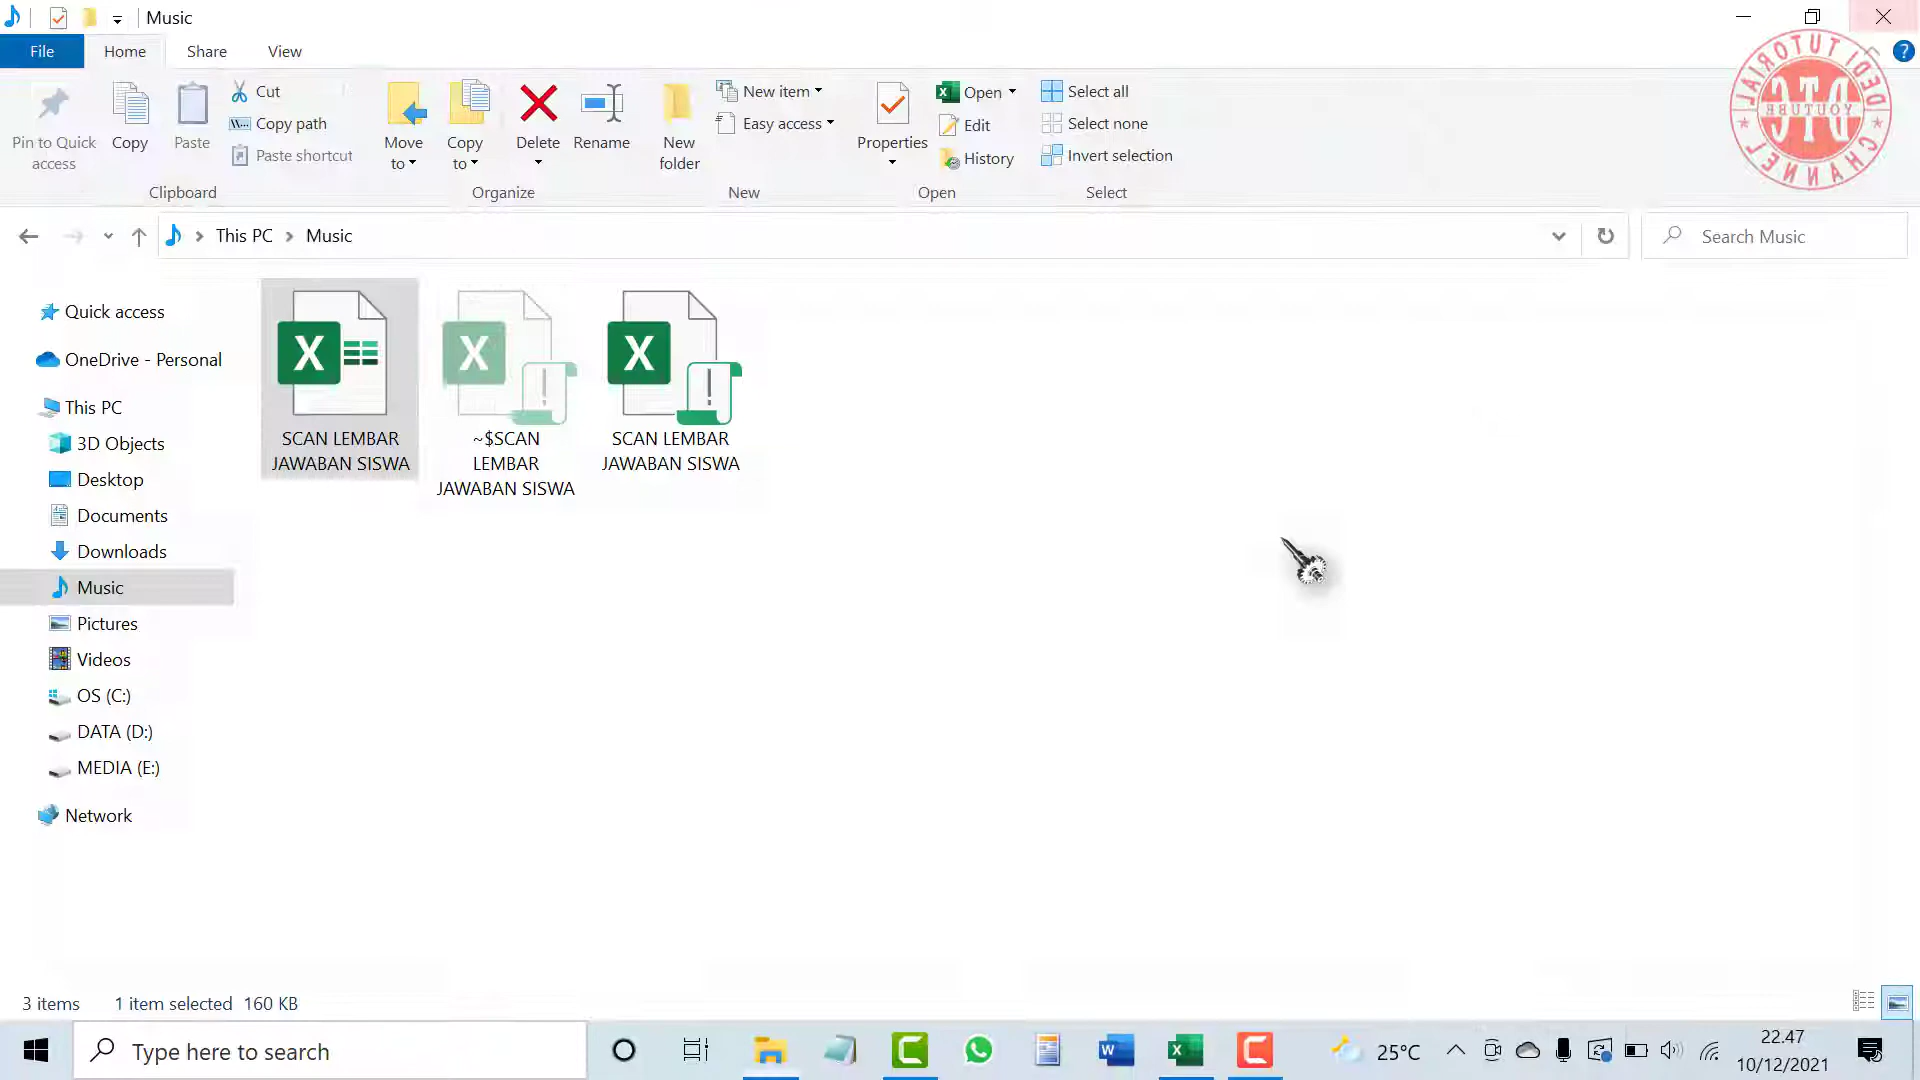 Music
File
Home
Share
View
Pin to Quick
access
Copy
Paste
Cut
Copy path
Paste shortcut
Clipboard
Move
to
Copy
to
Delete
Rename
Organize
New
folder
New item
Easy access
New
Properties
Open
Edit
History
Open
Select all
Select none
Invert selection
Select
DEDI TUTORIAL
DTC
YOUTUBE
CHANNEL
This PC
Music
Search Music
Quick access
OneDrive - Personal
This PC
3D Objects
Desktop
Documents
Downloads
Music
Pictures
Videos
OS (C:)
DATA (D:)
MEDIA (E:)
Network
SCAN LEMBAR
JAWABAN SISWA
~$SCAN
LEMBAR
JAWABAN SISWA
SCAN LEMBAR
JAWABAN SISWA
3 items
1 item selected 160 KB
Type here to search
25°C
22.47
10/12/2021